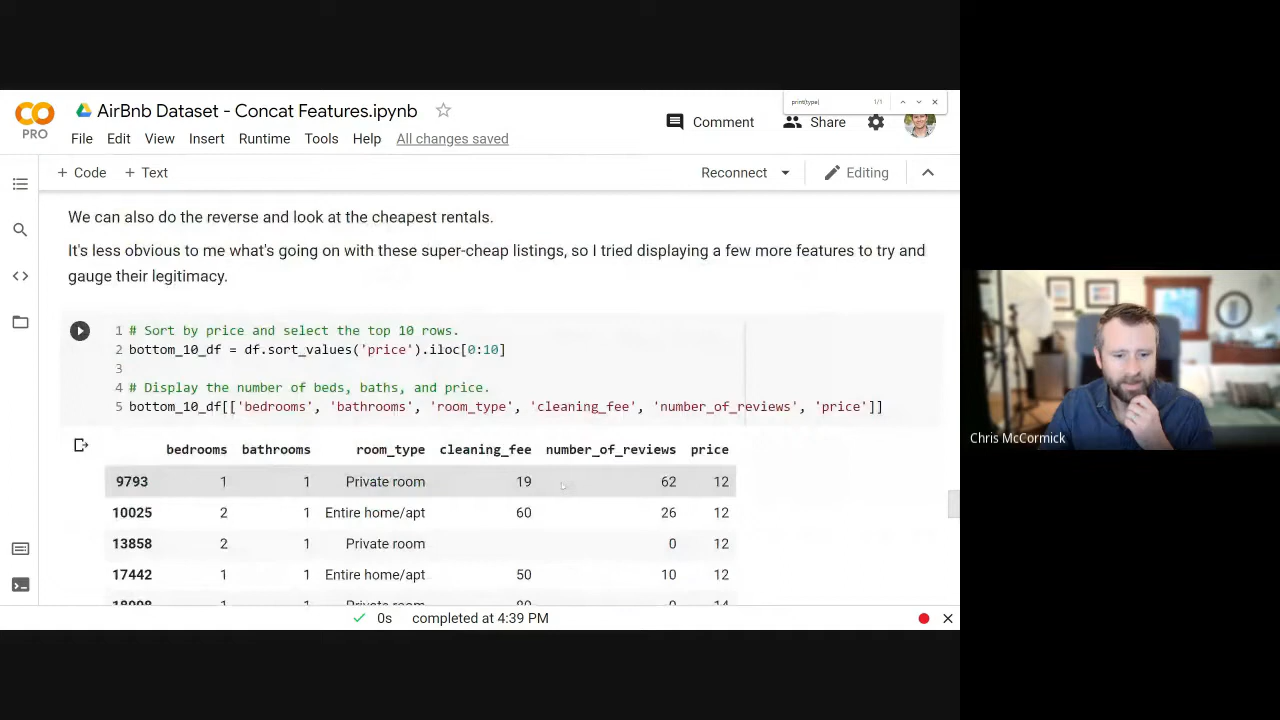 AirBnb Dataset - Concat Features.ipynb
print(type)
1/1
PRO
File Edit View Insert Runtime Tools Help All changes saved
Comment
Share
+ Code + Text
Reconnect
Editing
We can also do the reverse and look at the cheapest rentals.
It's less obvious to me what's going on with these super-cheap listings, so I tried displaying a few more features to try and
gauge their legitimacy.
1 # Sort by price and select the top 10 rows.
2 bottom_10_df = df.sort_values('price').iloc[0:10]
3
4 # Display the number of beds, baths, and price.
5 bottom_10_df[['bedrooms', 'bathrooms', 'room_type', 'cleaning_fee', 'number_of_reviews', 'price']]
bedrooms bathrooms room_type cleaning_fee number_of_reviews price
9793 1 1 Private room 19 62 12
10025 2 1 Entire home/apt 60 26 12
13858 2 1 Private room 0 12
17442 1 1 Entire home/apt 50 10 12
0s completed at 4:39 PM
Chris McCormick